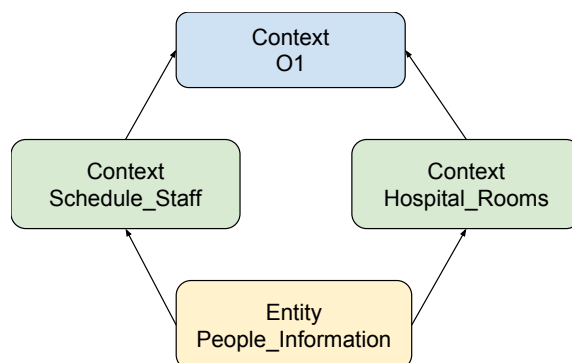 Context
O1
Context
Schedule_Staff
Context
Hospital_Rooms
Entity
People_Information